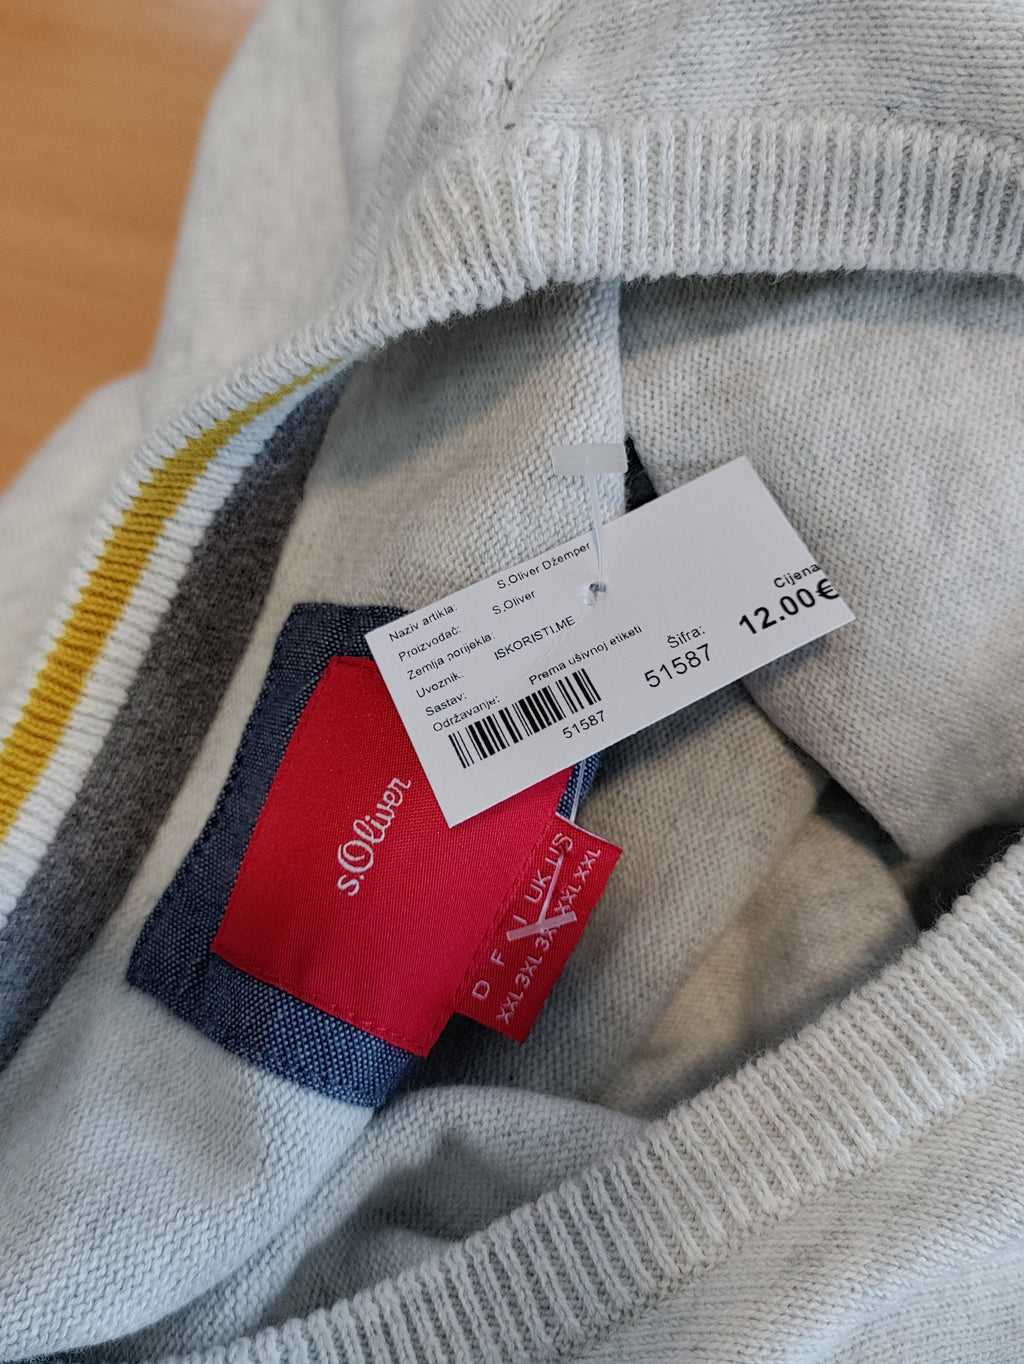 Naziv artikla: S.Oliver Džemper
Proizvođač: S.Oliver
Zemlja porijekla:
Uvoznik: ISKORISTI.ME
Sastav:
Održavanje: Prema ušivnoj etiketi
51587
Šifra:
51587
Cijena
12.00€
s.Oliver
D F I UK US
XXL 3XL XXL XXL